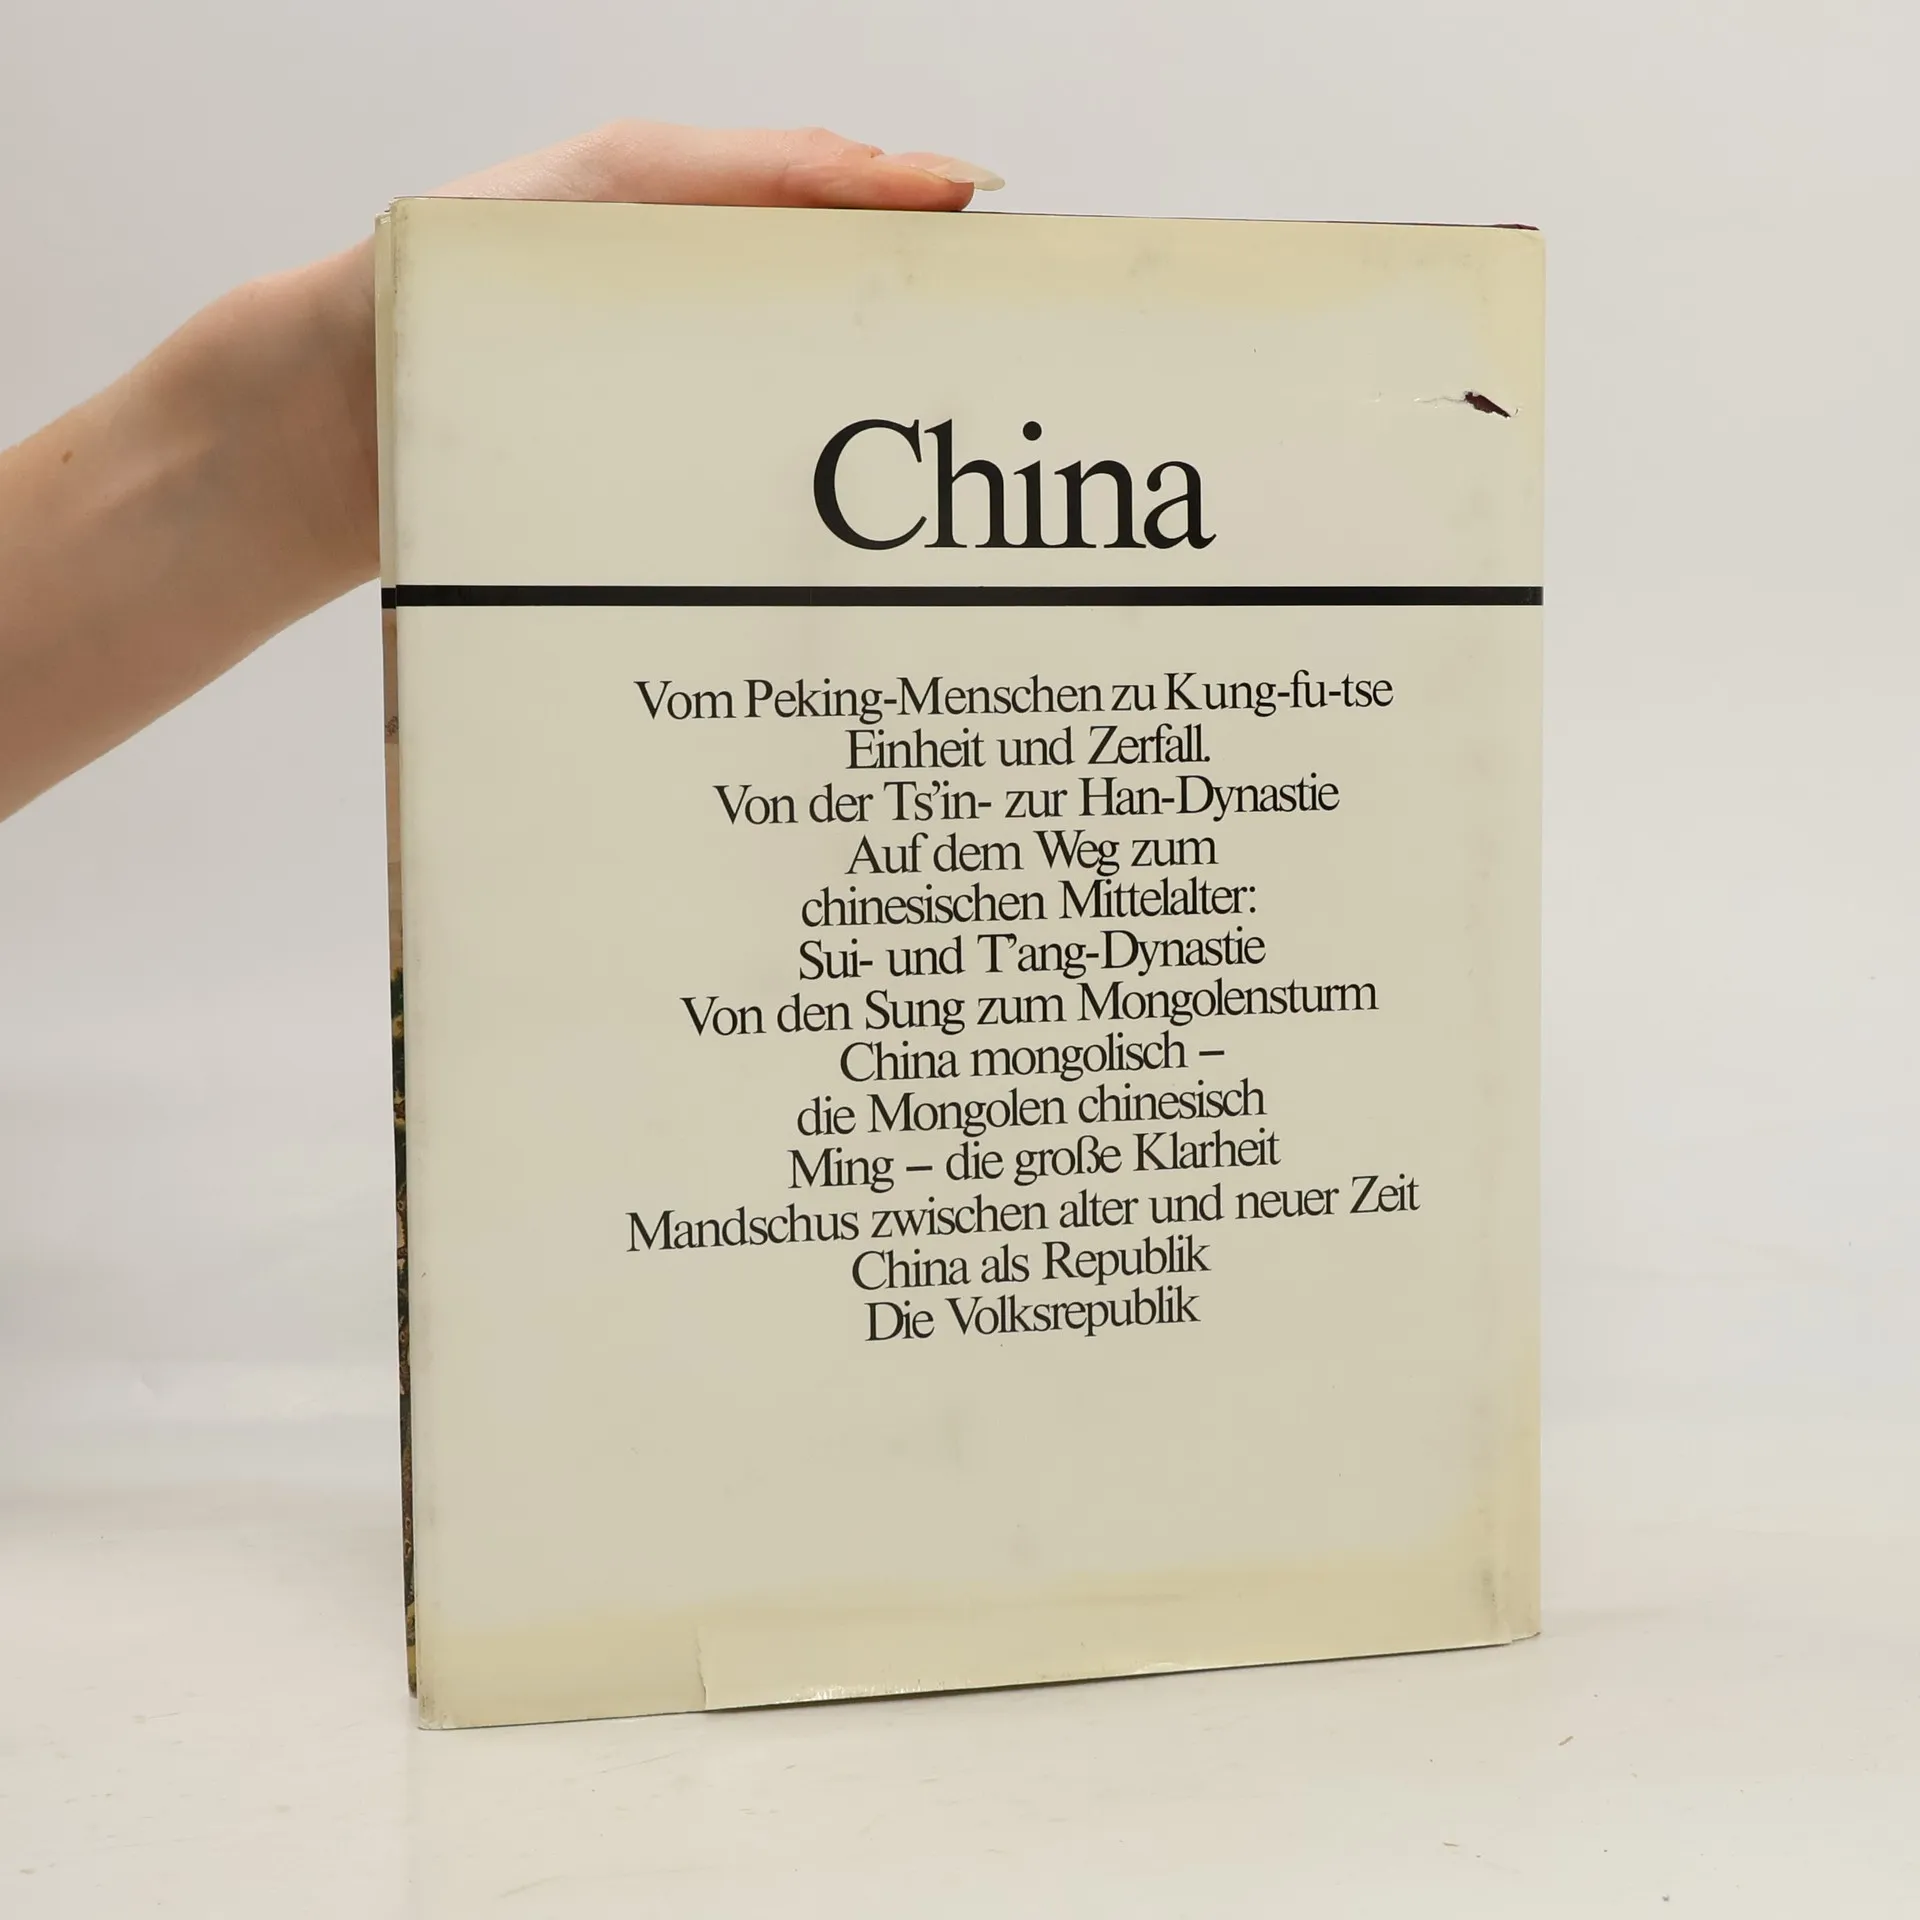 China
Vom Peking-Menschen zu Kung-fu-tse
Einheit und Zerfall.
Von der Ts’in- zur Han-Dynastie
Auf dem Weg zum
chinesischen Mittelalter:
Sui- und T’ang-Dynastie
Von den Sung zum Mongolensturm
China mongolisch –
die Mongolen chinesisch
Ming – die große Klarheit
Mandschus zwischen alter und neuer Zeit
China als Republik
Die Volksrepublik